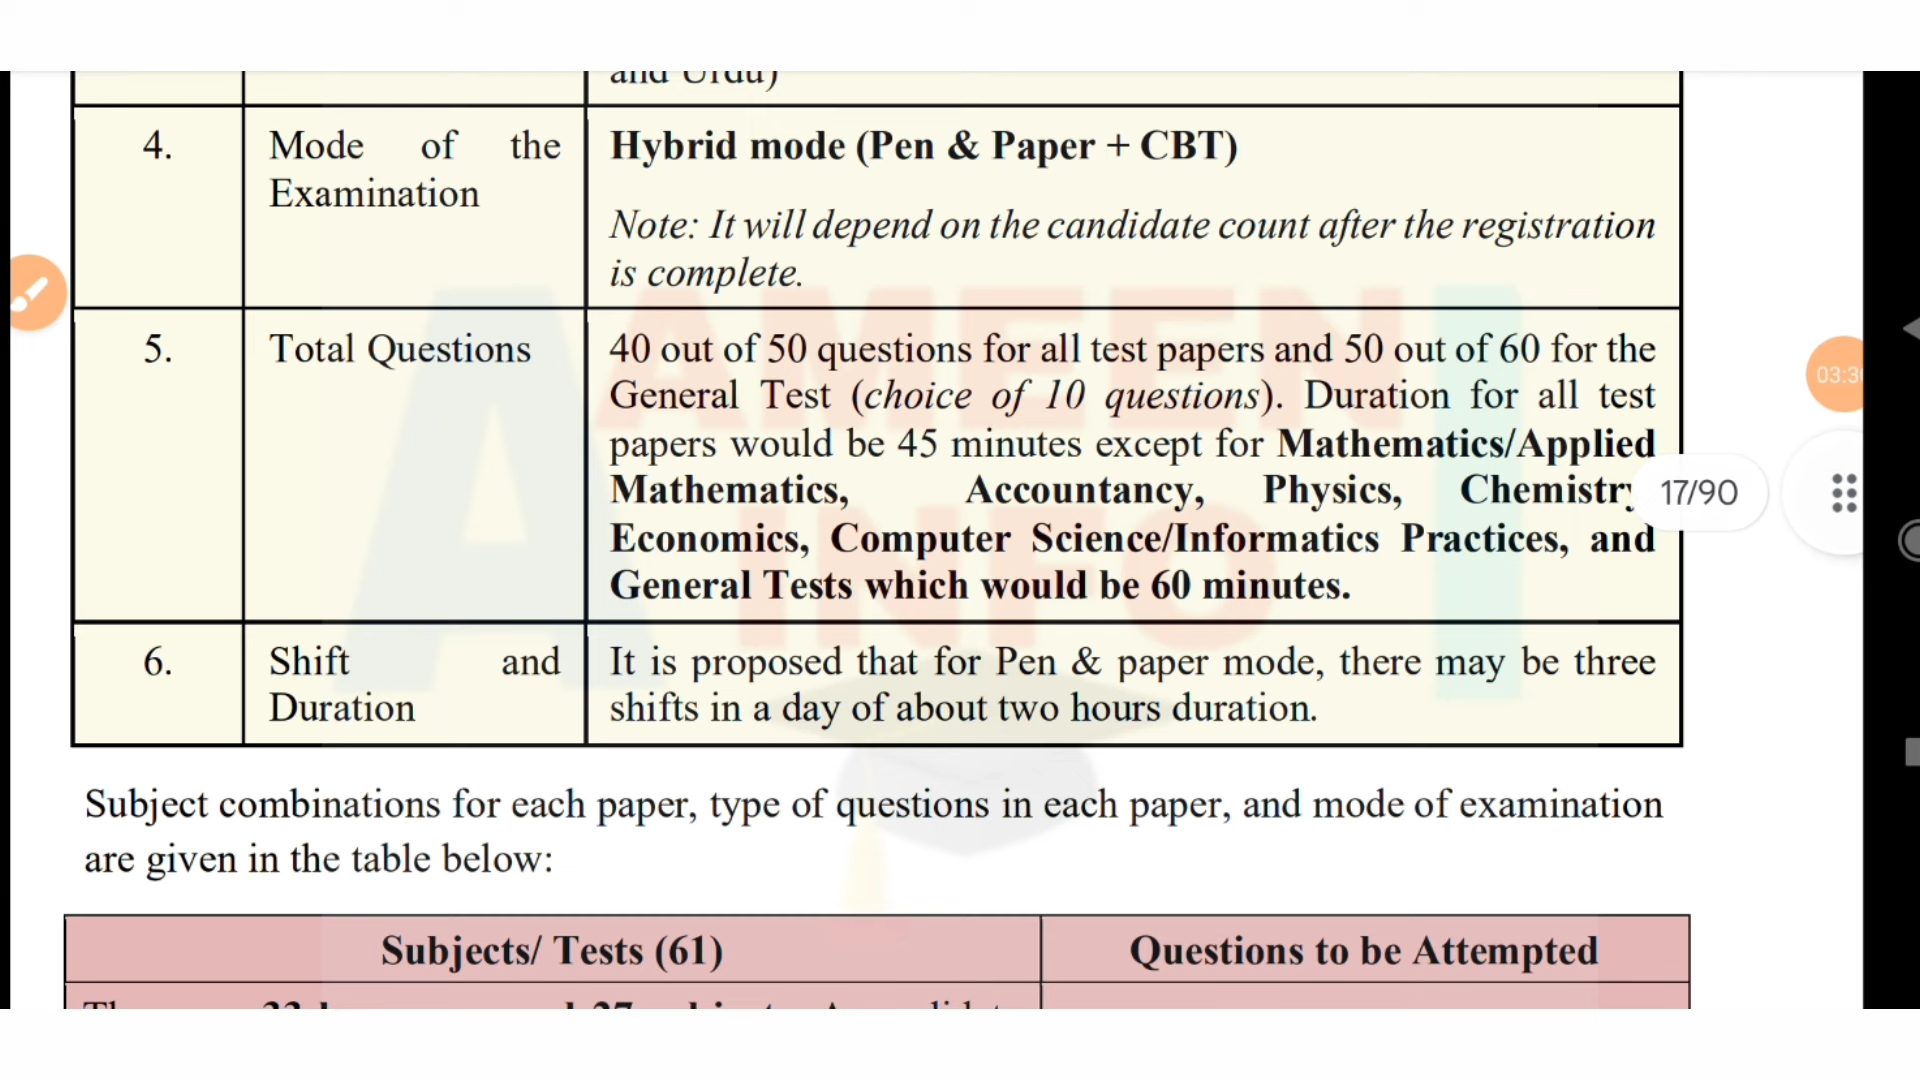 and Urdu)
4. Mode of the Hybrid mode (Pen & Paper + CBT)
Examination
Note: It will depend on the candidate count after the registration
is complete.
5. Total Questions 40 out of 50 questions for all test papers and 50 out of 60 for the
General Test (choice of 10 questions). Duration for all test
papers would be 45 minutes except for Mathematics/Applied
Mathematics, Accountancy, Physics, Chemistry
17/90
Economics, Computer Science/Informatics Practices, and
General Tests which would be 60 minutes.
6. Shift and It is proposed that for Pen & paper mode, there may be three
Duration shifts in a day of about two hours duration.
Subject combinations for each paper, type of questions in each paper, and mode of examination
are given in the table below:
Subjects/ Tests (61) Questions to be Attempted
AMEEN
INFO